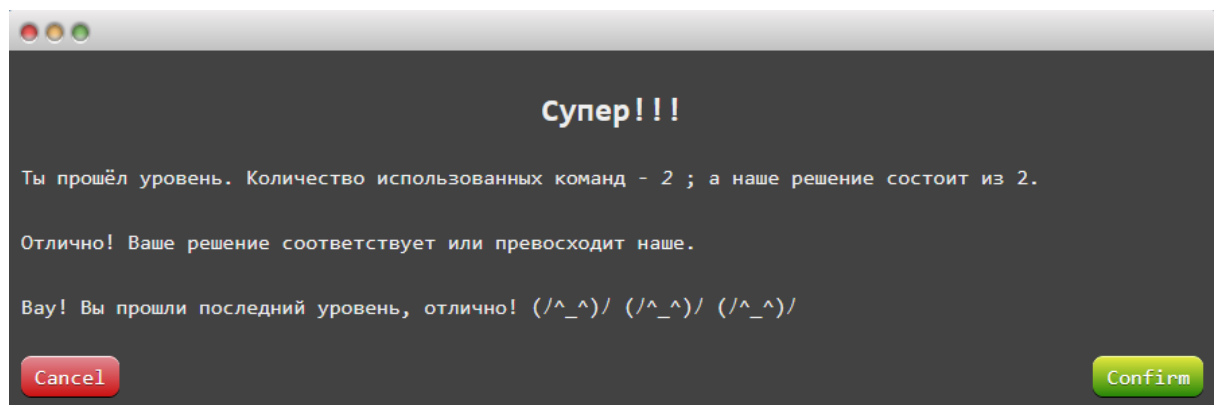 Супер!!!
Ты прошёл уровень. Количество использованных команд - 2 ; а наше решение состоит из 2.
Отлично! Ваше решение соответствует или превосходит наше.
Вау! Вы прошли последний уровень, отлично! (/^_^)/ (/^_^)/ (/^_^)/
Cancel
Confirm